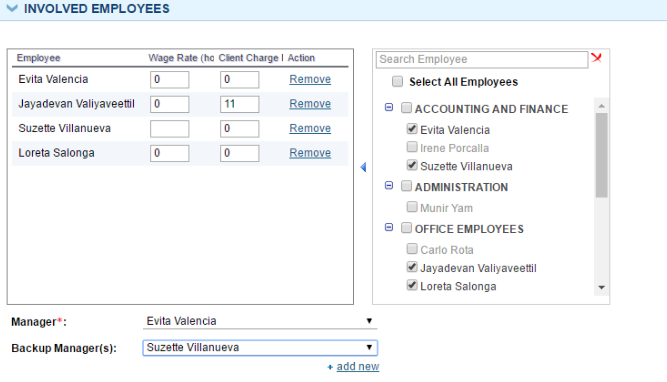 INVOLVED EMPLOYEES
Employee Wage Rate (ho Client Charge I Action
Evita Valencia 0 0 Remove
Jayadevan Valiyaveettil 0 11 Remove
Suzette Villanueva 0 Remove
Loreta Salonga 0 0 Remove
Search Employee
Select All Employees
ACCOUNTING AND FINANCE
Evita Valencia
Irene Porcalla
Suzette Villanueva
ADMINISTRATION
Munir Yam
OFFICE EMPLOYEES
Carlo Rota
Jayadevan Valiyaveettil
Loreta Salonga
Manager*: Evita Valencia
Backup Manager(s): Suzette Villanueva
+ add new